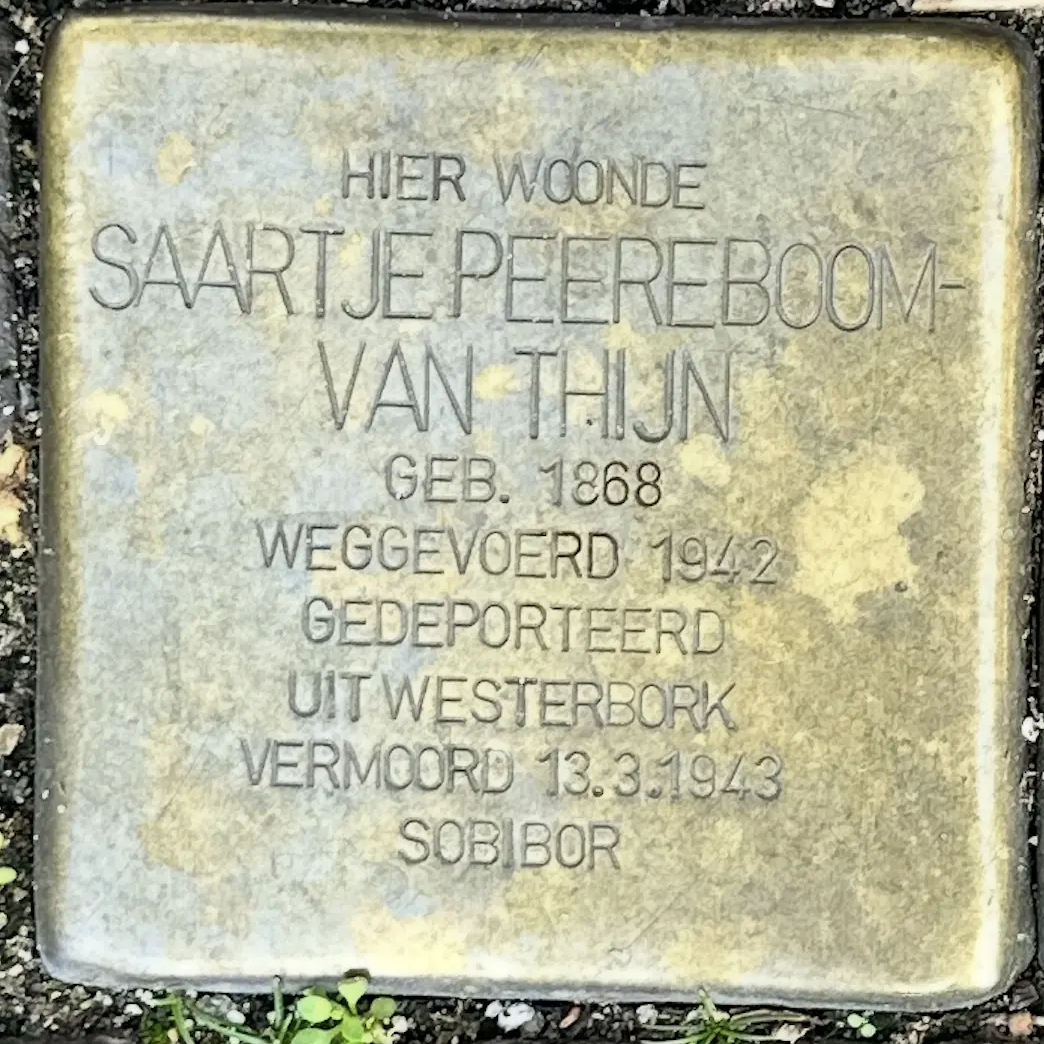 HIER WOONDE
SAARTJE PEEREBOOM-
VAN THIJN
GEB. 1868
WEGGEVOERD 1942
GEDEPORTEERD
UIT WESTERBORK
VERMOORD 13.3.1943
SOBIBOR